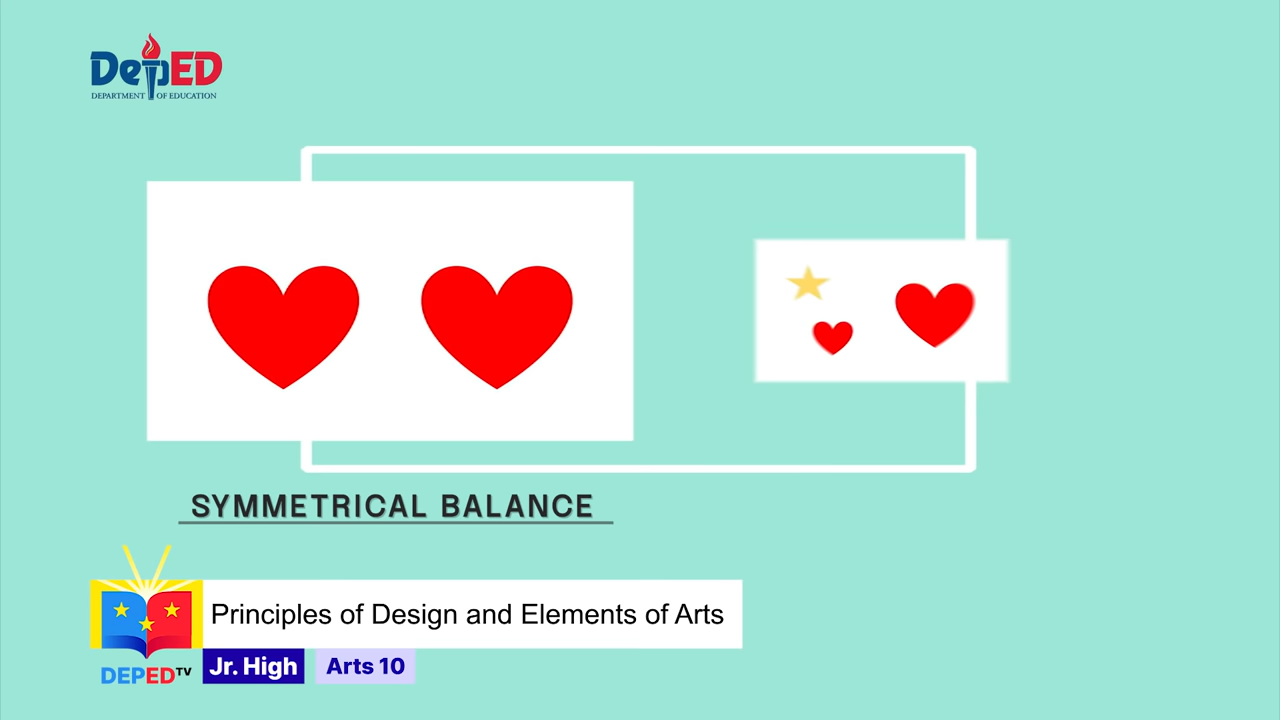 DepED
DEPARTMENT OF EDUCATION
SYMMETRICAL BALANCE
Principles of Design and Elements of Arts
DEPED TV
Jr. High
Arts 10